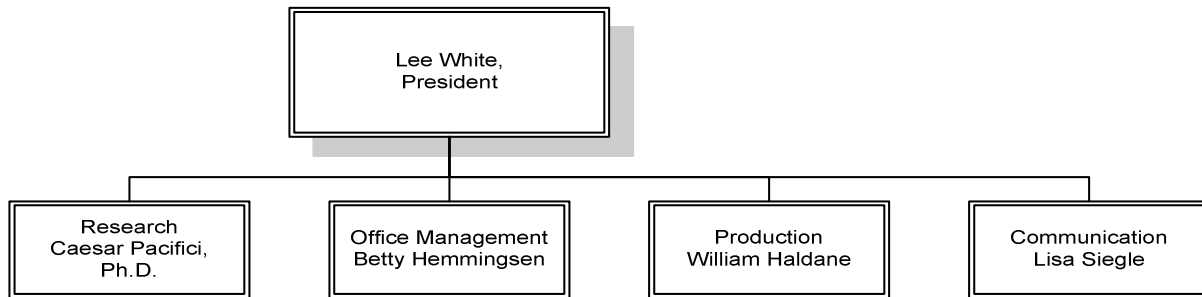 Lee White,
President
Research
Caesar Pacifici,
Ph.D.
Office Management
Betty Hemmingsen
Production
William Haldane
Communication
Lisa Siegle